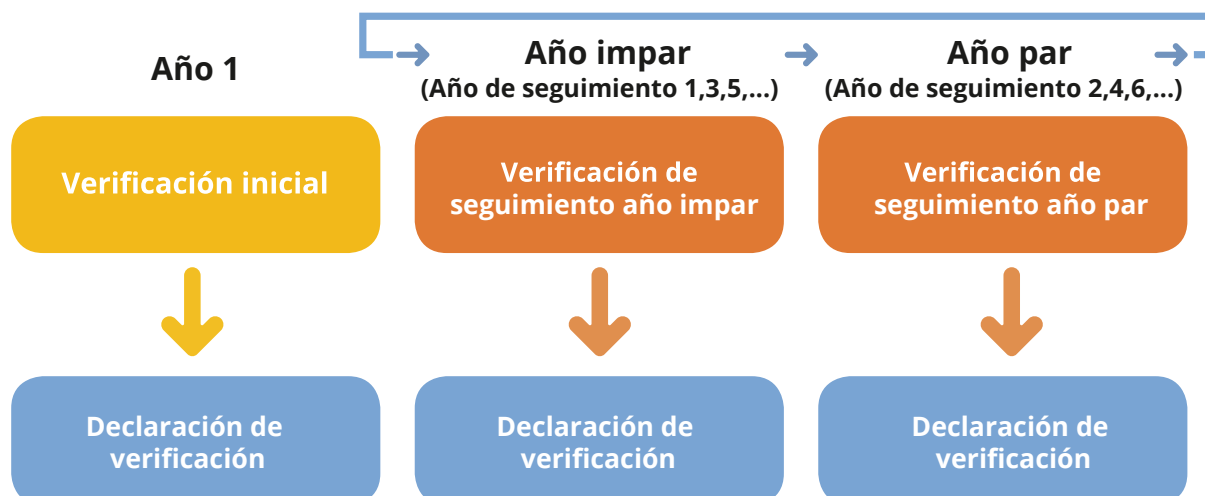 Año 1
Año impar
(Año de seguimiento 1,3,5,...)
Año par
(Año de seguimiento 2,4,6,...)
Verificación inicial
Verificación de
seguimiento año impar
Verificación de
seguimiento año par
Declaración de
verificación
Declaración de
verificación
Declaración de
verificación